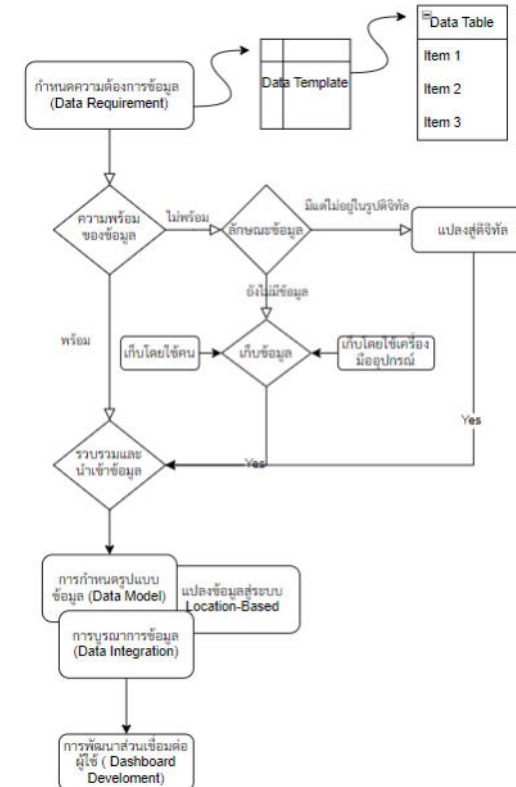 กำหนดความต้องการข้อมูล
(Data Requirement)
Data Template
Data Table
Item 1
Item 2
Item 3
ความพร้อม
ของข้อมูล
ไม่พร้อม
ลักษณะข้อมูล
มีแต่ไม่อยู่ในรูปดิจิทัล
แปลงสู่ดิจิทัล
ยังไม่มีข้อมูล
พร้อม
เก็บโดยใช้คน
เก็บข้อมูล
เก็บโดยใช้เครื่อง
มืออุปกรณ์
Yes
รวบรวมและ
นำเข้าข้อมูล
Yes
การกำหนดรูปแบบ
ข้อมูล (Data Model)
แปลงข้อมูลสู่ระบบ
Location-Based
การบูรณาการข้อมูล
(Data Integration)
การพัฒนาส่วนเชื่อมต่อ
ผู้ใช้ ( Dashboard
Develoment)